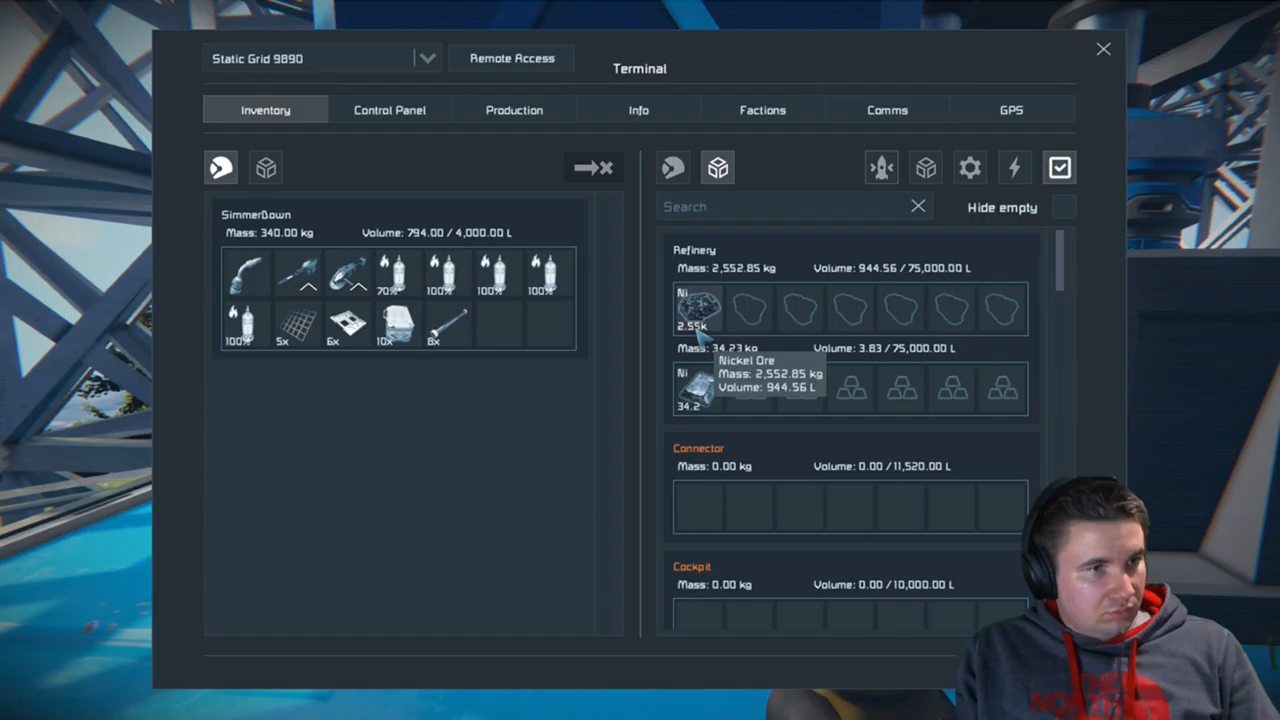 Static Grid 9890
Remote Access
Terminal
Inventory
Control Panel
Production
Info
Factions
Comms
GPS
SimmerDown
Mass: 340.00 kg
Volume: 794.00 / 4,000.00 L
70%
100%
100%
100%
100%
5x
6x
10x
8x
Search
Hide empty
Refinery
Mass: 2,552.85 kg
Volume: 944.56 / 75,000.00 L
Ni
2.55k
Mass: 34.23 kg
Volume: 3.83 / 75,000.00 L
Nickel Ore
Mass: 2,552.85 kg
Volume: 944.56 L
Ni
34.2
Connector
Mass: 0.00 kg
Volume: 0.00 / 11,520.00 L
Cockpit
Mass: 0.00 kg
Volume: 0.00 / 10,000.00 L
THE
NORTH